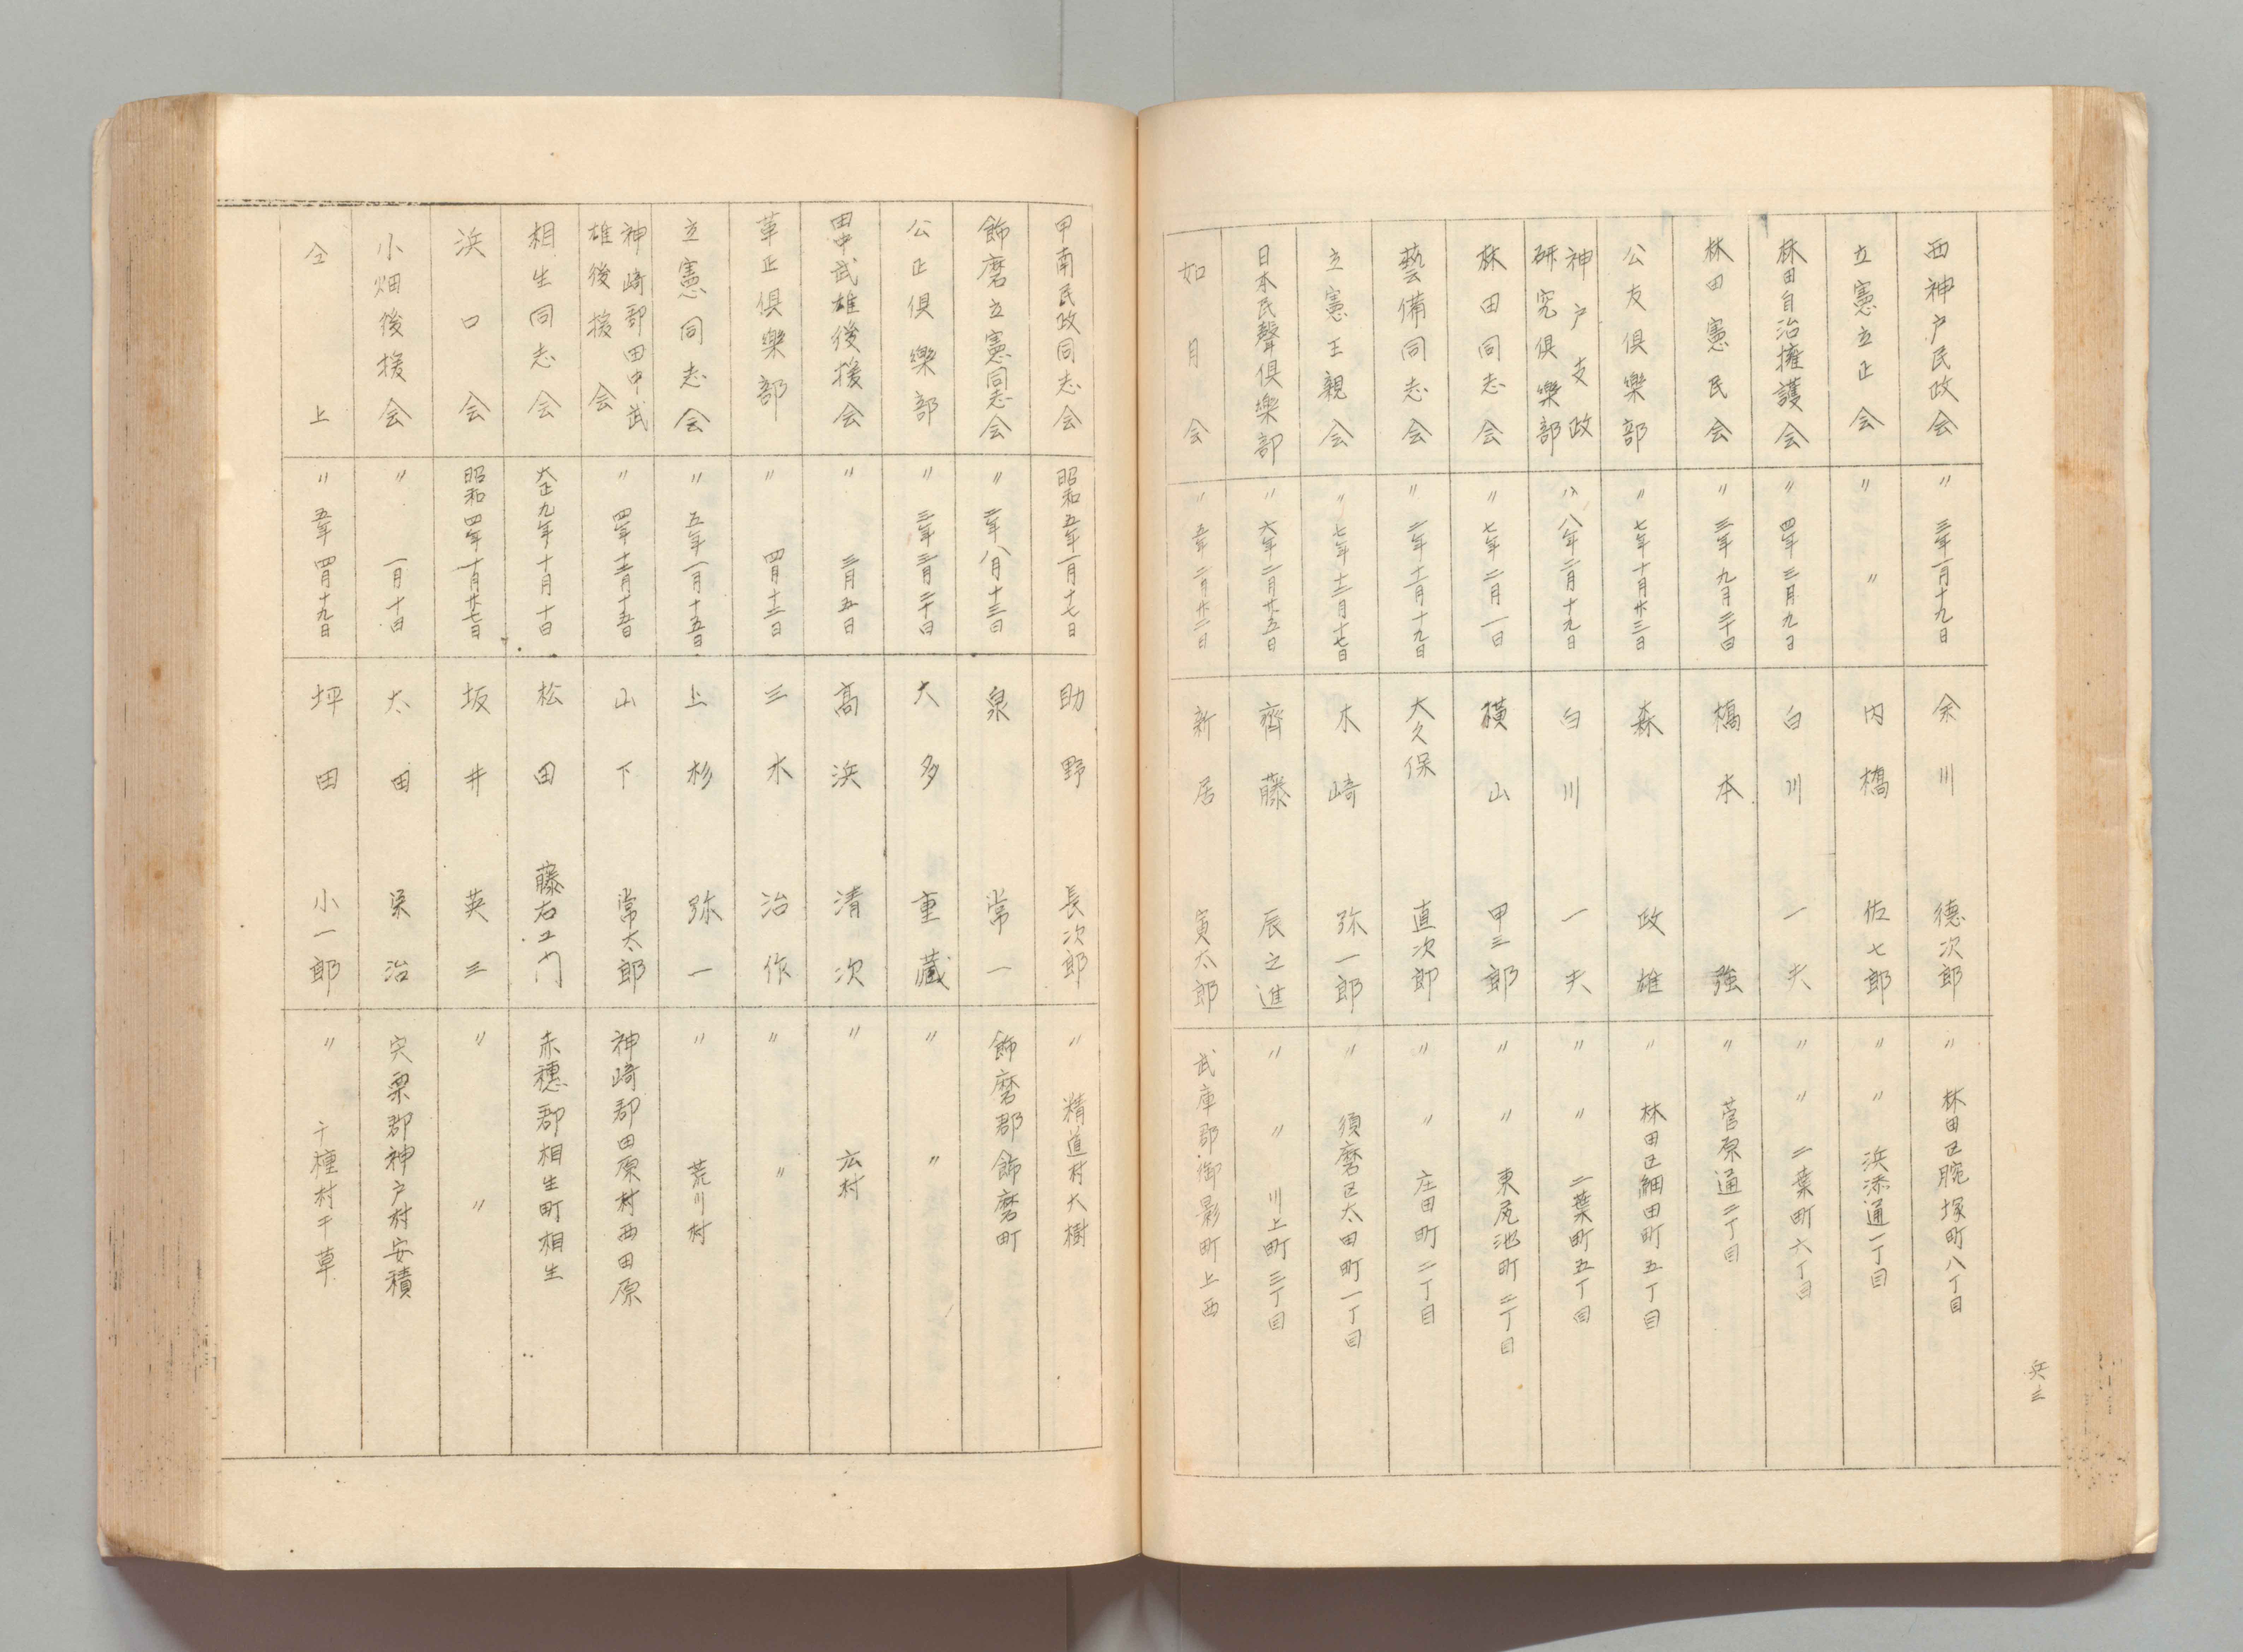 西神戸民政会 〃 三年一月十九日 余川 徳次郎 〃 林田区腕塚町八丁目
立憲立正会 〃 〃 内橋 佐七郎 〃 〃 浜添通一丁目
林田自治擁護会 〃 四年三月九日 白川 一夫 〃 〃 二葉町六丁目
林田憲民会 〃 三年九月二十日 橋本 強 〃 菅原通二丁目
公友倶楽部 〃 七年十月廿三日 森 政雄 〃 林田区細田町五丁目
神戸支政
研究倶楽部 〃 八年二月十九日 白川 一夫 〃 〃 二葉町五丁目
林田同志会 〃 七年二月一日 横山 甲三郎 〃 〃 東尻池町二丁目
藝備同志会 〃 二年十一月十九日 大久保 直次郎 〃 〃 庄田町二丁目
立憲王親会 〃 七年十二月十七日 木崎 弥一郎 〃 須磨区太田町一丁目
日本民聲倶楽部 〃 六年二月廿五日 齊藤 辰之進 〃 〃 川上町三丁目
如月会 〃 五年二月廿二日 新居 寅太郎 武庫郡御影町上西
兵三
甲南民政同志会 昭和五年一月十七日 助野 長次郎 〃 精道村大樹
飾磨立憲同志会 〃 二年八月十三日 泉 常一 飾磨郡飾磨町
公正倶樂部 〃 三年三月二十日 大多 重蔵 〃 〃
田中武雄後援会 〃 三月五日 高浜 清次 〃 広村
革正倶樂部 〃 四月十三日 三木 治作 〃 〃
立憲同志会 〃 五年一月十五日 上杉 弥一 〃 荒川村
神崎郡田中武
雄後援会 〃 四年十二月十五日 山下 常太郎 神崎郡田原村西田原
相生同志会 大正九年十月十日 松田 藤右エ門 赤穂郡相生町相生
浜口会 昭和四年十月廿七日 坂井 英三 〃 〃
小畑後援会 〃 一月十日 太田 栄治 宍粟郡神戸村安積
仝上 〃 五年四月十九日 坪田 小一郎 〃 千種村千草